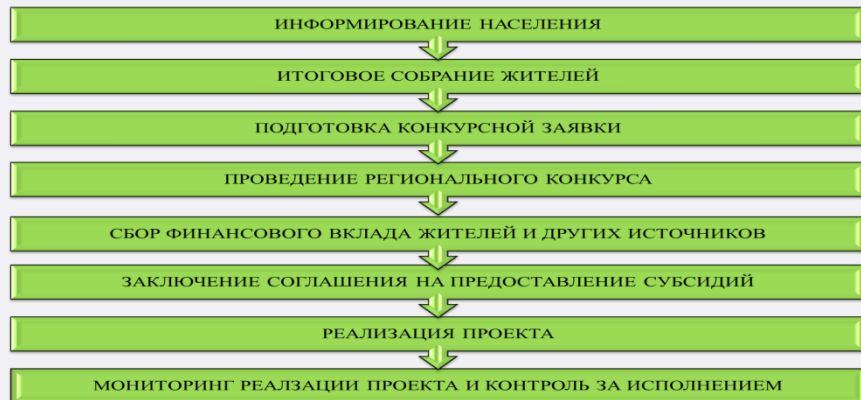 ИНФОРМИРОВАНИЕ НАСЕЛЕНИЯ
ИТОГОВОЕ СОБРАНИЕ ЖИТЕЛЕЙ
ПОДГОТОВКА КОНКУРСНОЙ ЗАЯВКИ
ПРОВЕДЕНИЕ РЕГИОНАЛЬНОГО КОНКУРСА
СБОР ФИНАНСОВОГО ВКЛАДА ЖИТЕЛЕЙ И ДРУГИХ ИСТОЧНИКОВ
ЗАКЛЮЧЕНИЕ СОГЛАШЕНИЯ НА ПРЕДОСТАВЛЕНИЕ СУБСИДИЙ
РЕАЛИЗАЦИЯ ПРОЕКТА
МОНИТОРИНГ РЕАЛЗАЦИИ ПРОЕКТА И КОНТРОЛЬ ЗА ИСПОЛНЕНИЕМ